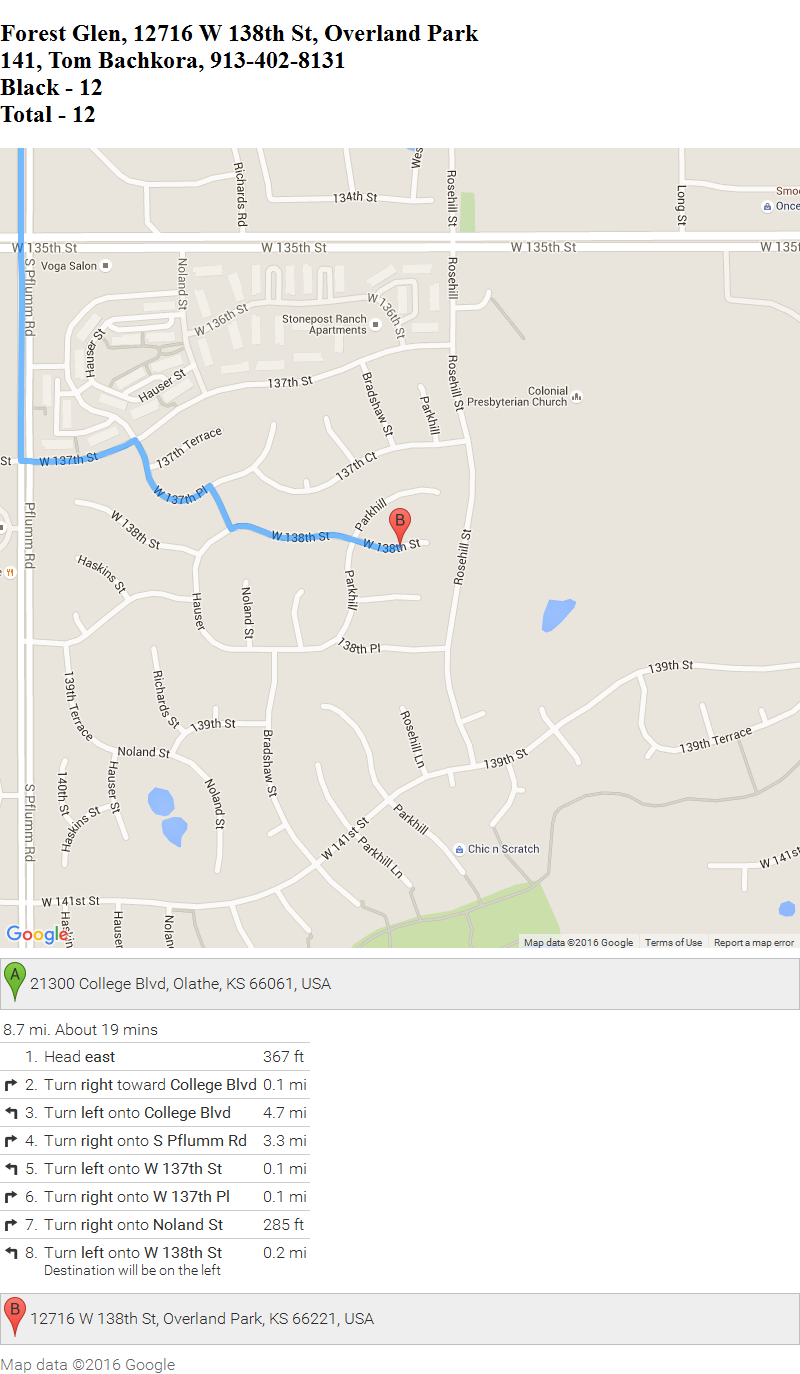 Forest Glen, 12716 W 138th St, Overland Park
141, Tom Bachkora, 913-402-8131
Black - 12
Total - 12
Richards Rd
134th St
Rosehill St
Long St
Once
W 135th St
W 135th St
W 135th St
Voga Salon
S Pflumm Rd
Noland St
Rosehill
W 136th St
W 136th St
Stonepost Ranch
Apartments
Hauser St
Hauser St
137th St
Bradshaw St
Parkhill
Rosehill St
Colonial
Presbyterian Church
137th Terrace
137th Ct
St
W 137th St
W 137th Pl
Pflumm Rd
W 138th St
W 138th St
Parkhill
B
W 138th St
Rosehill St
Haskins St
Hauser
Noland St
Parkhill
138th Pl
139th St
139th Terrace
Richards St
139th St
Bradshaw St
Rosehill Ln
139th St
139th Terrace
Noland St
Hauser St
Noland St
140th St
Haskins St
S Pflumm Rd
W 141st St
Parkhill
Parkhill Ln
Chic n Scratch
W 141st
W 141st St
Hauser
Google
Map data ©2016 Google
Terms of Use
Report a map error
A 21300 College Blvd, Olathe, KS 66061, USA
8.7 mi. About 19 mins
1. Head east 367 ft
2. Turn right toward College Blvd 0.1 mi
3. Turn left onto College Blvd 4.7 mi
4. Turn right onto S Pflumm Rd 3.3 mi
5. Turn left onto W 137th St 0.1 mi
6. Turn right onto W 137th Pl 0.1 mi
7. Turn right onto Noland St 285 ft
8. Turn left onto W 138th St 0.2 mi
Destination will be on the left
B 12716 W 138th St, Overland Park, KS 66221, USA
Map data ©2016 Google